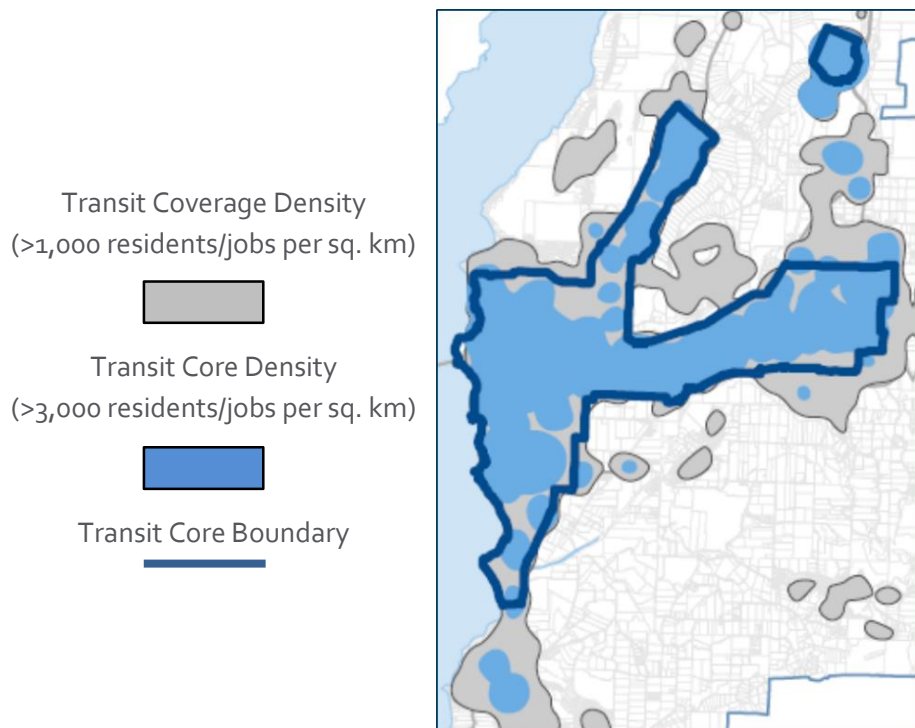 Transit Coverage Density
(>1,000 residents/jobs per sq. km)
Transit Core Density
(>3,000 residents/jobs per sq. km)
Transit Core Boundary